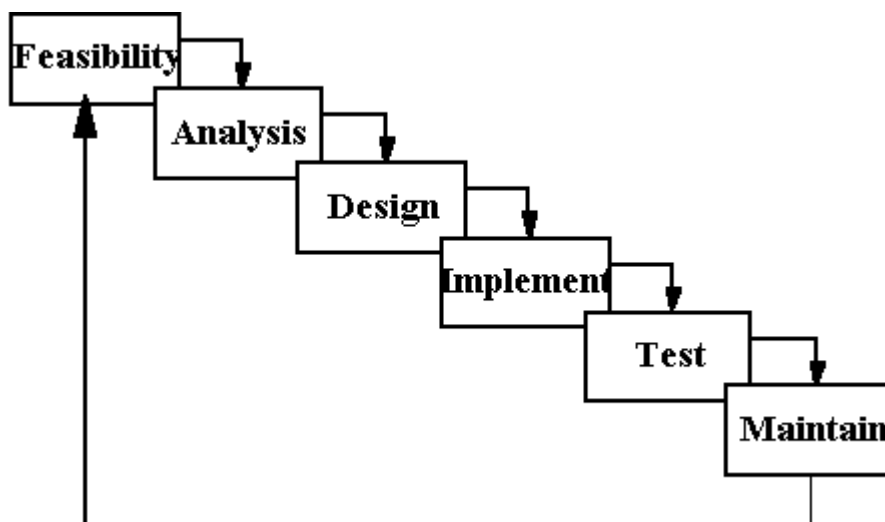 Feasibility
Analysis
Design
Implement
Test
Maintain